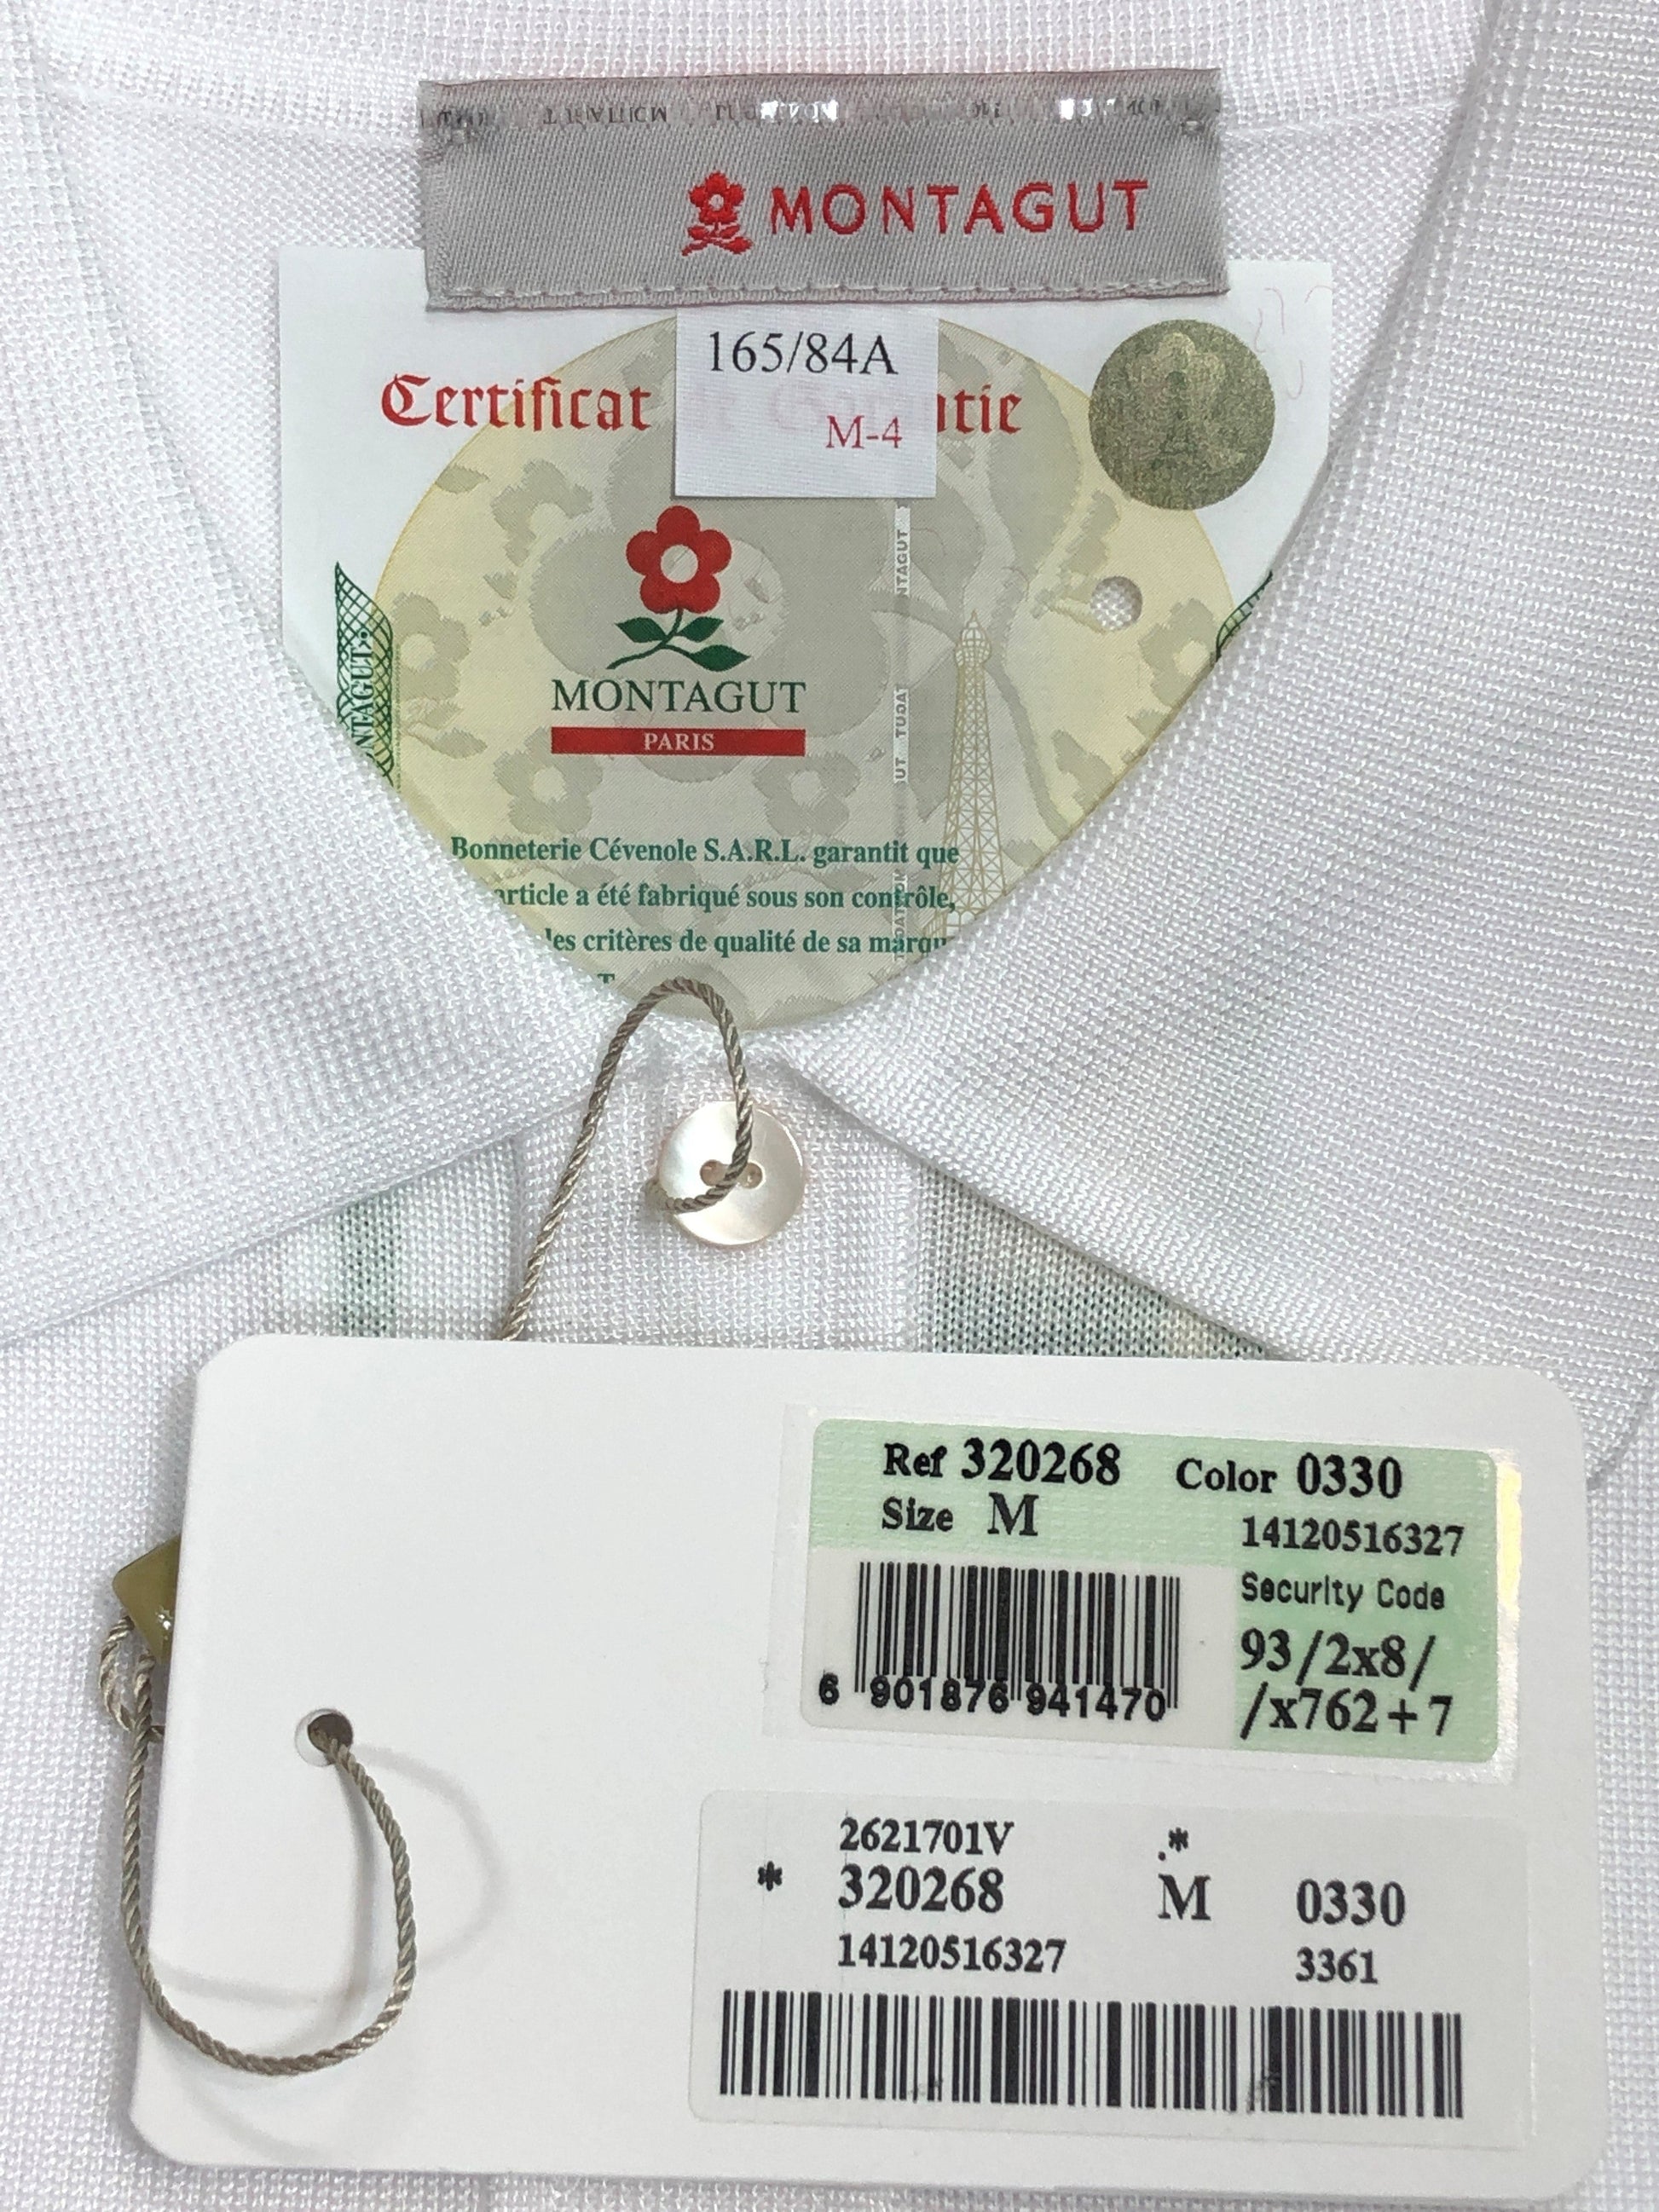 MONTAGUT
165/84A
M-4
Certificat
MONTAGUT
PARIS
Bonneterie Cévenole S.A.R.L. garantit que
article a été fabriqué sous son contrôle,
les critères de qualité de sa
Ref 320268 Color 0330
Size M
14120516327
Security Code
93/2x8/
/x762+7
6 901876 941470
2621701V .*
* 320268 M 0330
14120516327 3361